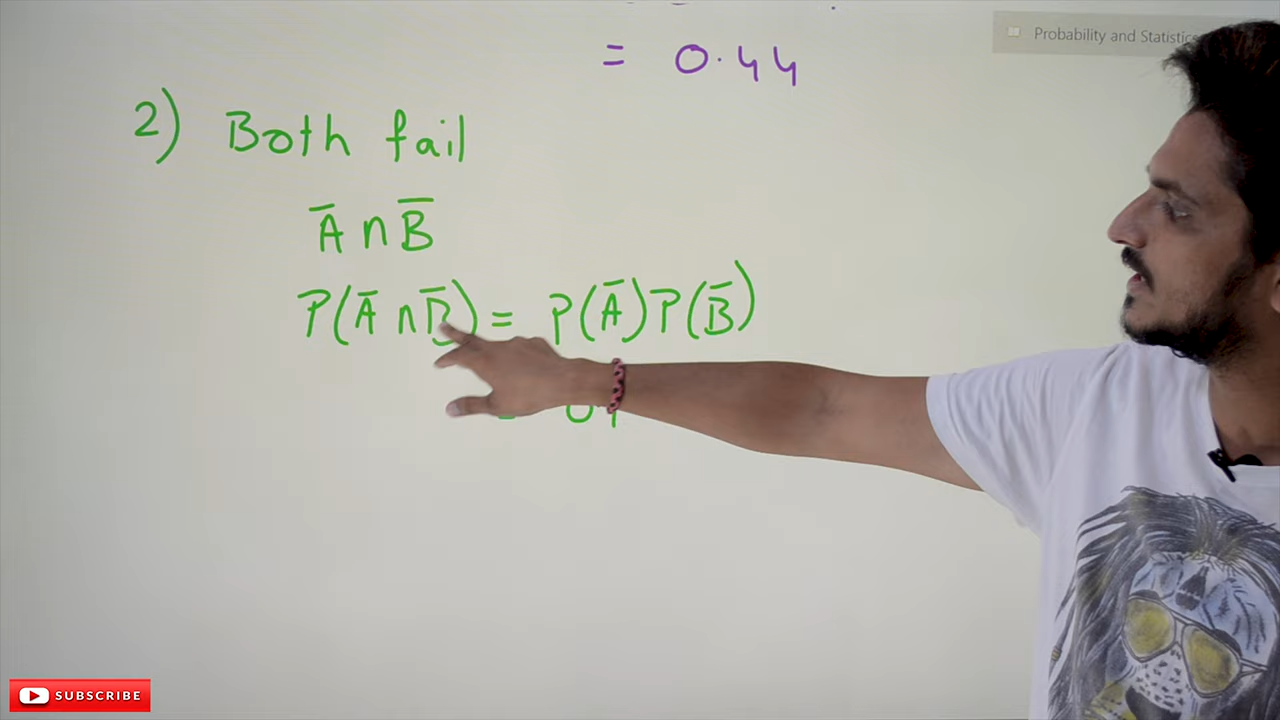 Probability and Statistics
= 0.44
2) Both fail
A̅ ∩ B̅
P(A̅ ∩ B̅) = P(A̅) P(B̅)
SUBSCRIBE